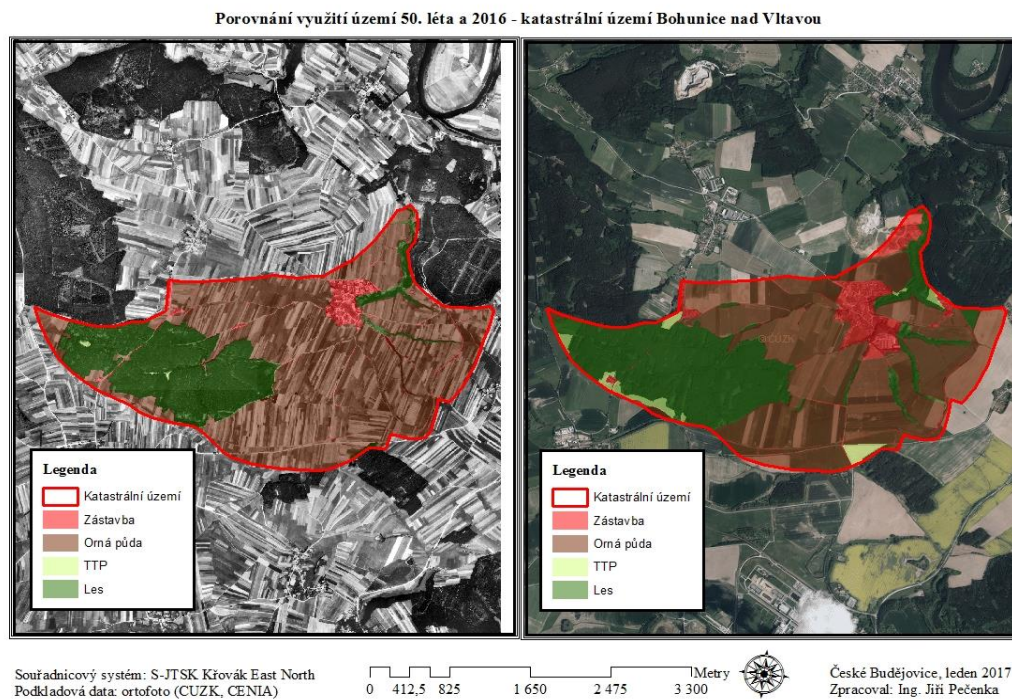 Porovnání využití území 50. léta a 2016 - katastrální území Bohunice nad Vltavou
Legenda
Katastrální území
Zástavba
Orná půda
TTP
Les
Legenda
Katastrální území
Zástavba
Orná půda
TTP
Les
Souřadnicový systém: S-JTSK Křovák East North
Podkladová data: ortofoto (CUZK, CENIA)
Metry
0 412,5 825 1 650 2 475 3 300
České Budějovice, leden 2017
Zpracoval: Ing. Jiří Pečenka